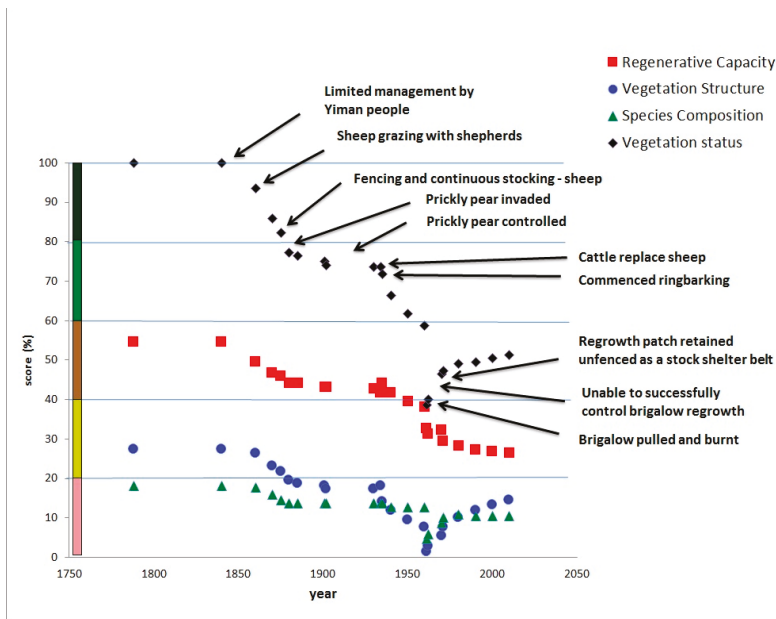 Regenerative Capacity
Vegetation Structure
Species Composition
Vegetation status
Limited management by
Yiman people
Sheep grazing with shepherds
Fencing and continuous stocking - sheep
Prickly pear invaded
Prickly pear controlled
Cattle replace sheep
Commenced ringbarking
Regrowth patch retained
unfenced as a stock shelter belt
Unable to successfully
control brigalow regrowth
Brigalow pulled and burnt
score (%)
100
90
80
70
60
50
40
30
20
10
0
1750 1800 1850 1900 1950 2000 2050
year